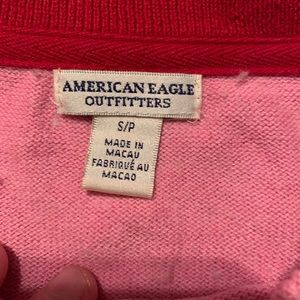 AMERICAN EAGLE
OUTFITTERS
S/P
MADE IN
MACAU
FABRIQUÉ AU
MACAO